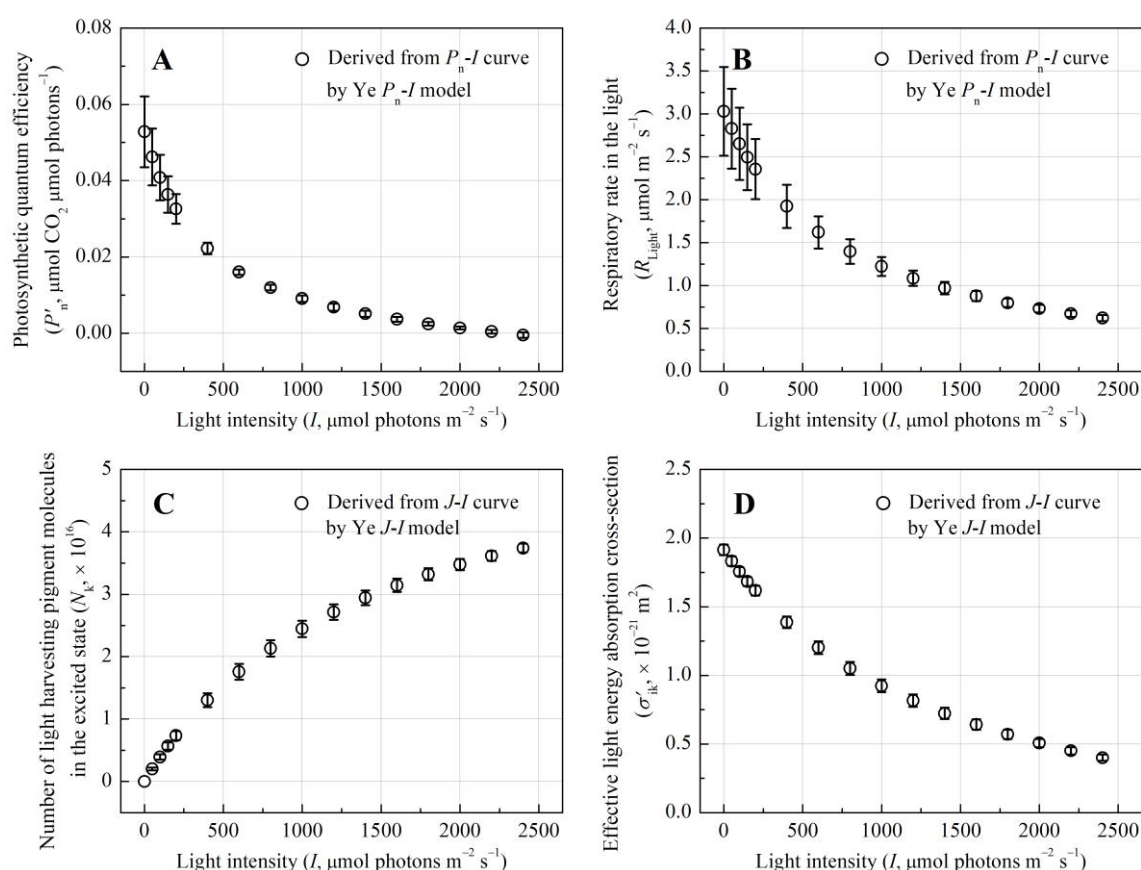 A
Derived from Pₙ-I curve
by Ye Pₙ-I model
Photosynthetic quantum efficiency
(P′ₙ, μmol CO₂ μmol photons⁻¹)
0.08
0.06
0.04
0.02
0.00
0 500 1000 1500 2000 2500
Light intensity (I, μmol photons m⁻² s⁻¹)
B
Derived from Pₙ-I curve
by Ye Pₙ-I model
Respiratory rate in the light
(R_Light, μmol m⁻² s⁻¹)
4.0
3.5
3.0
2.5
2.0
1.5
1.0
0.5
0.0
0 500 1000 1500 2000 2500
Light intensity (I, μmol photons m⁻² s⁻¹)
C
Derived from J-I curve
by Ye J-I model
Number of light harvesting pigment molecules
in the excited state (Nₖ, × 10¹⁶)
5
4
3
2
1
0
0 500 1000 1500 2000 2500
Light intensity (I, μmol photons m⁻² s⁻¹)
D
Derived from J-I curve
by Ye J-I model
Effective light energy absorption cross-section
(σ′ᵢₖ, × 10⁻²¹ m²)
2.5
2.0
1.5
1.0
0.5
0.0
0 500 1000 1500 2000 2500
Light intensity (I, μmol photons m⁻² s⁻¹)